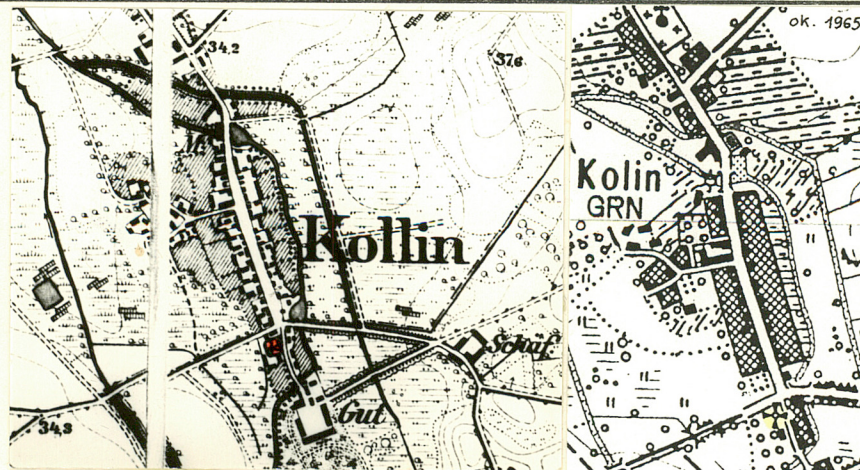 34,2
37,6
M.
Kollin
Schäf.
Gut
34,3
ok. 1965
Kolin
GRN